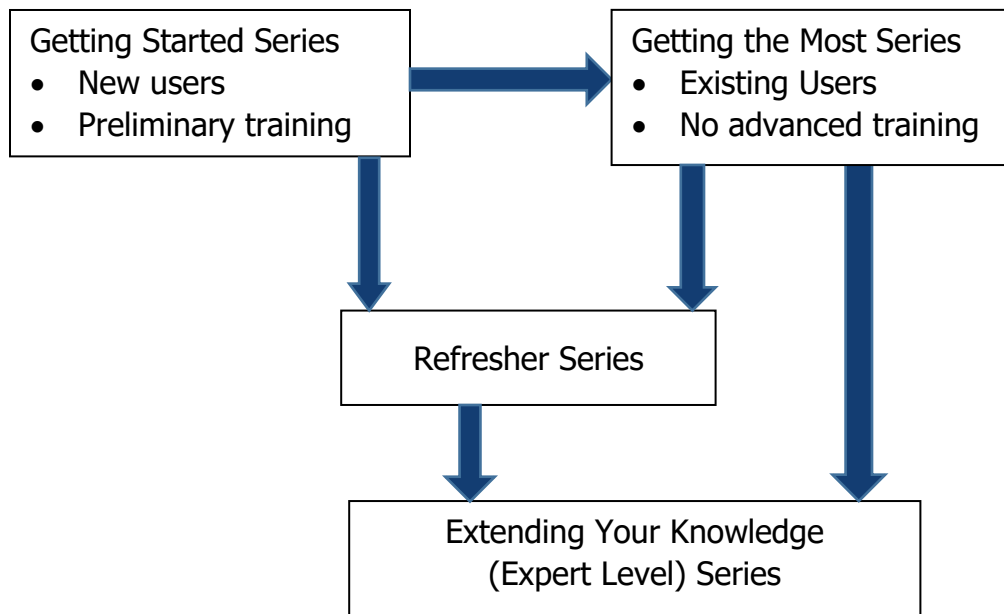 Getting Started Series
• New users
• Preliminary training
Getting the Most Series
• Existing Users
• No advanced training
Refresher Series
Extending Your Knowledge
(Expert Level) Series